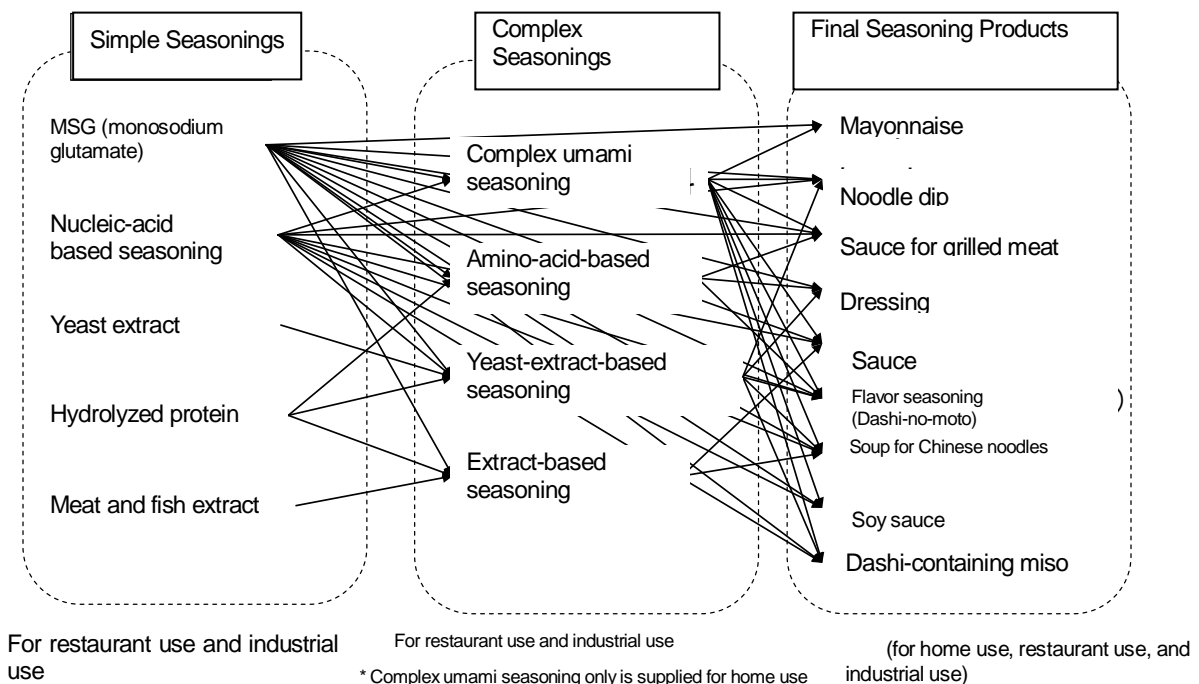 Simple Seasonings
Complex
Seasonings
Final Seasoning Products
MSG (monosodium
glutamate)
Nucleic-acid
based seasoning
Yeast extract
Hydrolyzed protein
Meat and fish extract
Complex umami
seasoning
Amino-acid-based
seasoning
Yeast-extract-based
seasoning
Extract-based
seasoning
Mayonnaise
Noodle dip
Sauce for grilled meat
Dressing
Sauce
Flavor seasoning
(Dashi-no-moto)
)
Soup for Chinese noodles
Soy sauce
Dashi-containing miso
For restaurant use and industrial
use
For restaurant use and industrial use
* Complex umami seasoning only is supplied for home use
(for home use, restaurant use, and
industrial use)